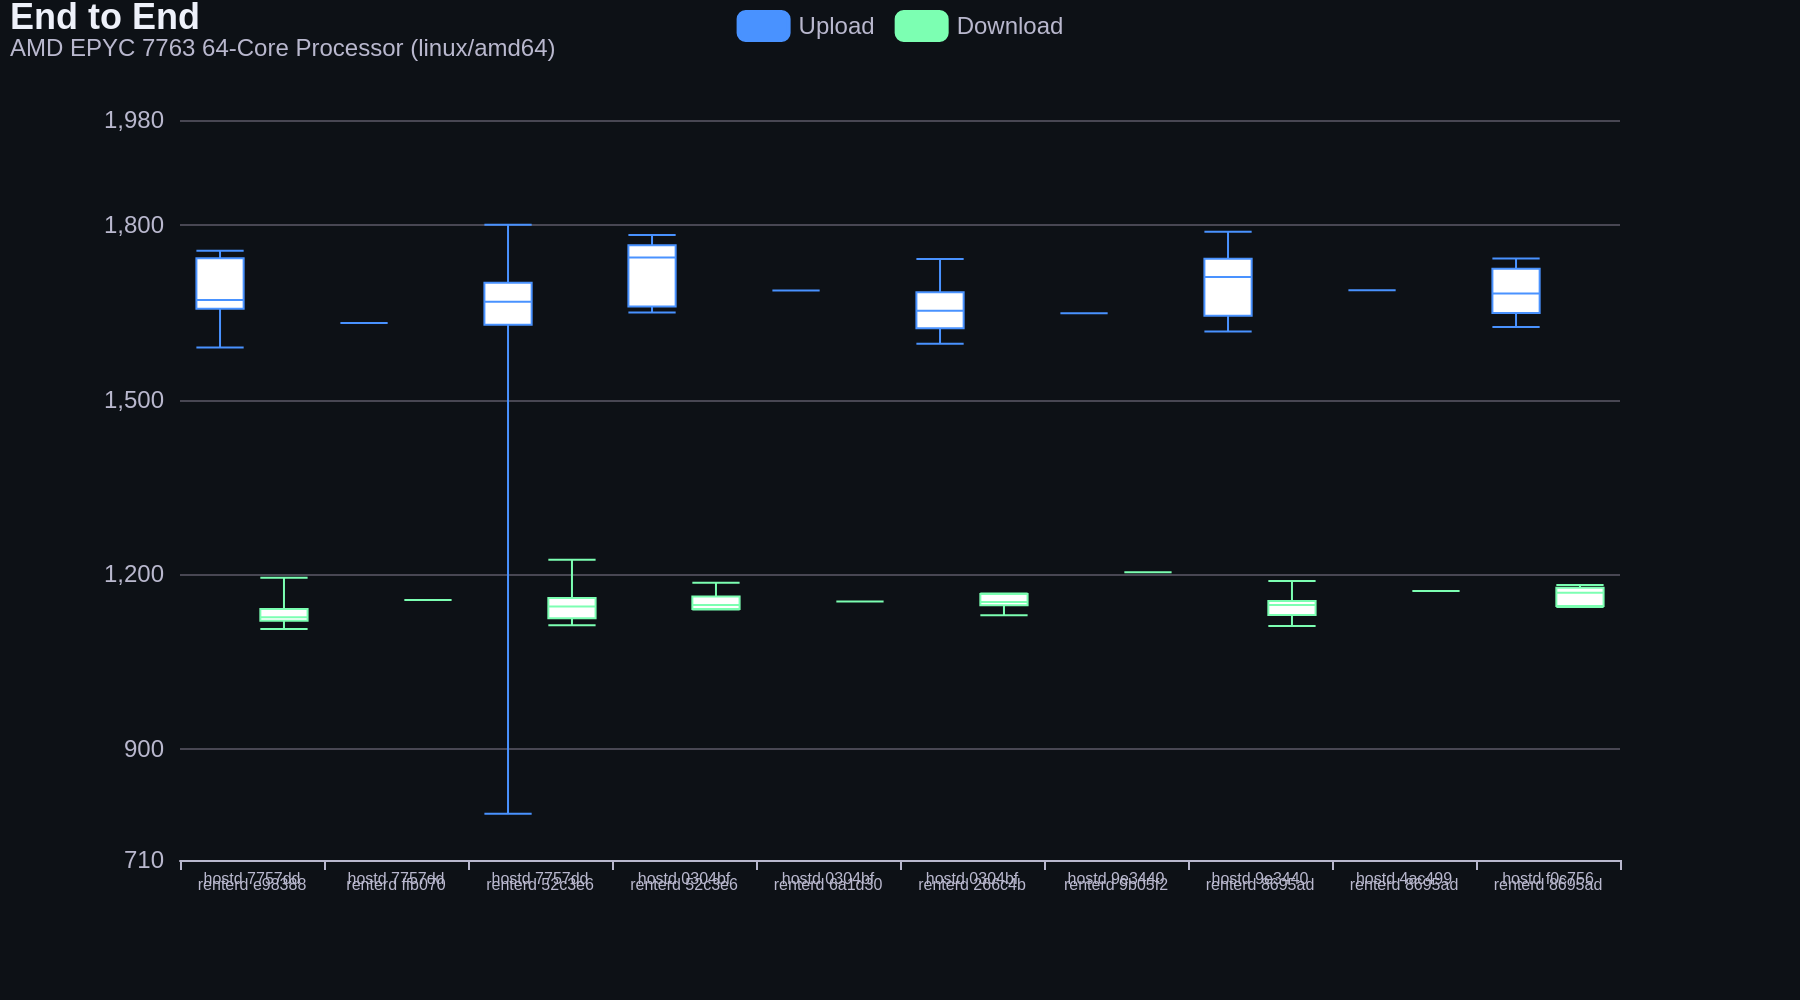 End to End
AMD EPYC 7763 64-Core Processor (linux/amd64)
Upload
Download
1,980
1,800
1,500
1,200
900
710
hostd 7757dd
renterd e98388
hostd 7757dd
renterd
hostd 7757dd
renterd 52c3e6
hostd 0304bf
renterd 52c3e6
hostd 0304bf
renterd 6a1d30
hostd 0304bf
renterd 266c4b
hostd 9e3440
renterd 9b05f2
hostd 9e3440
renterd 8695ad
hostd 4ac499
renterd 8695ad
hostd f0c756
renterd 8695ad